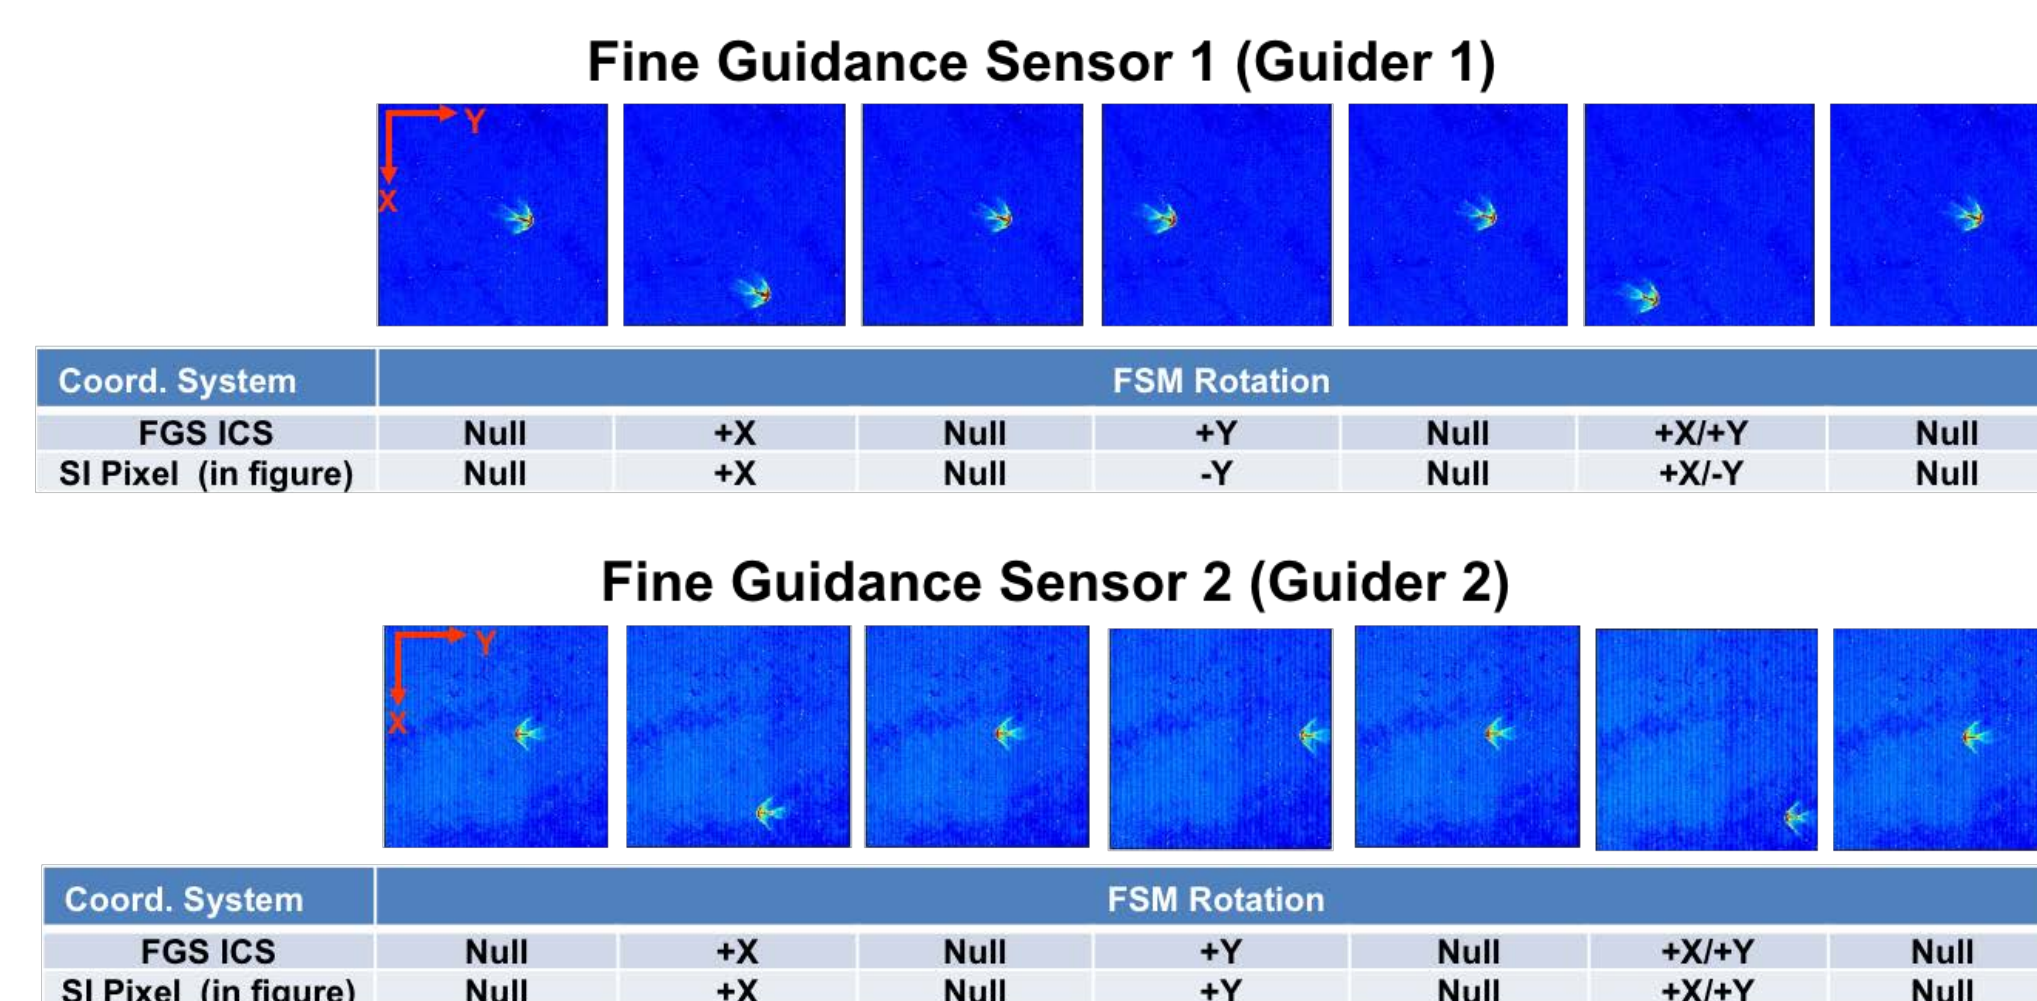 Fine Guidance Sensor 1 (Guider 1)
Y
X
Coord. System FSM Rotation
FGS ICS Null +X Null +Y Null +X/+Y Null
SI Pixel (in figure) Null +X Null -Y Null +X/-Y Null
Fine Guidance Sensor 2 (Guider 2)
Y
X
Coord. System FSM Rotation
FGS ICS Null +X Null +Y Null +X/+Y Null
SI Pixel (in figure) Null +X Null +Y Null +X/+Y Null